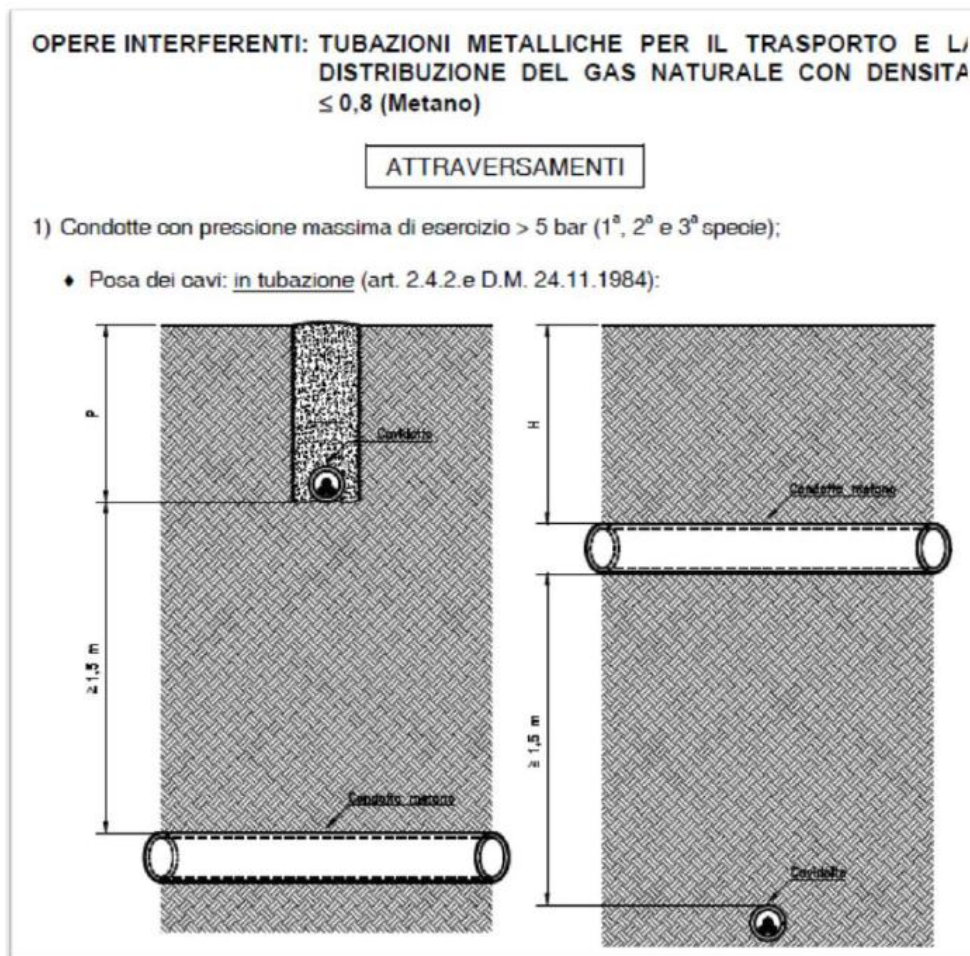 OPERE INTERFERENTI: TUBAZIONI METALLICHE PER IL TRASPORTO E LA
DISTRIBUZIONE DEL GAS NATURALE CON DENSITA
≤ 0,8 (Metano)
ATTRAVERSAMENTI
1) Condotte con pressione massima di esercizio > 5 bar (1ª, 2ª e 3ª specie);
♦ Posa dei cavi: in tubazione (art. 2.4.2.e D.M. 24.11.1984):
P
Cavidotto
≥ 1,5 m
Condotta metano
H
Condotta metano
≥ 1,5 m
Cavidotto